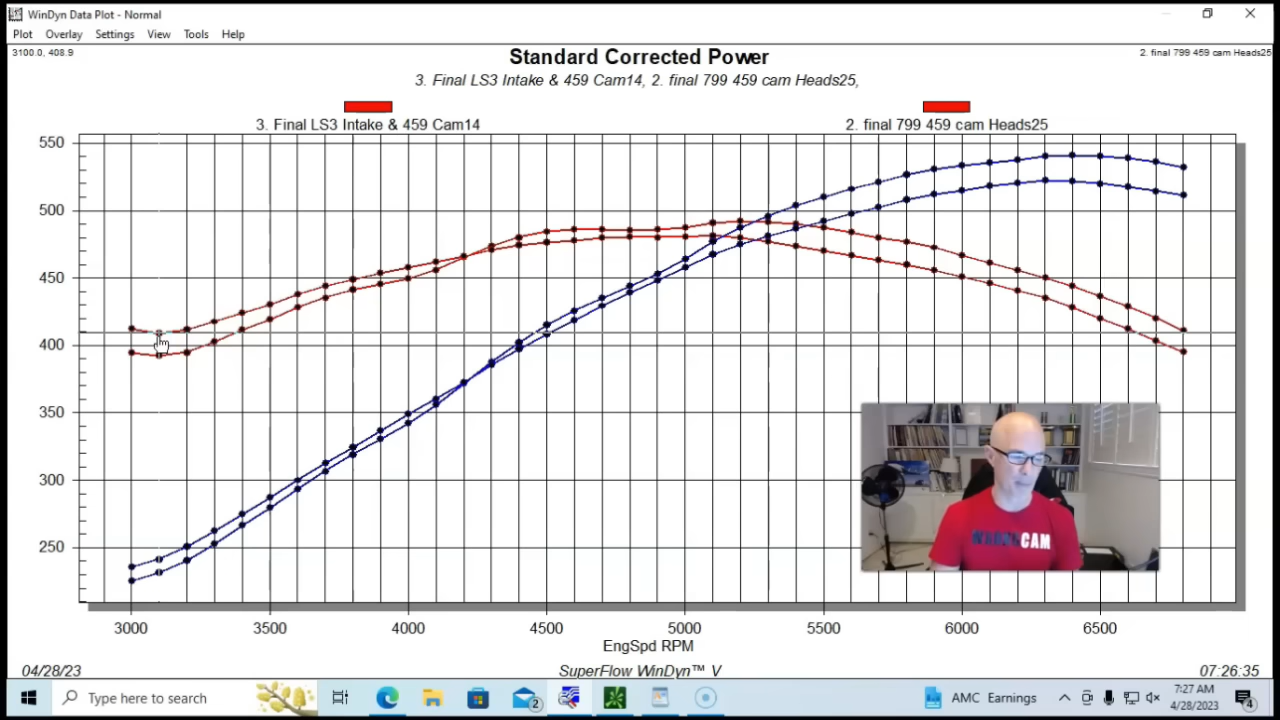 WinDyn Data Plot - Normal
Plot Overlay Settings View Tools Help
3100.0, 408.9
2. final 799 459 cam Heads25
Standard Corrected Power
3. Final LS3 Intake & 459 Cam14, 2. final 799 459 cam Heads25,
3. Final LS3 Intake & 459 Cam14
2. final 799 459 cam Heads25
550
500
450
400
350
300
250
3000 3500 4000 4500 5000 5500 6000 6500
EngSpd RPM
CAM
04/28/23 SuperFlow WinDyn™ V 07:26:35
Type here to search
2
AMC Earnings
7:27 AM
4/28/2023
4